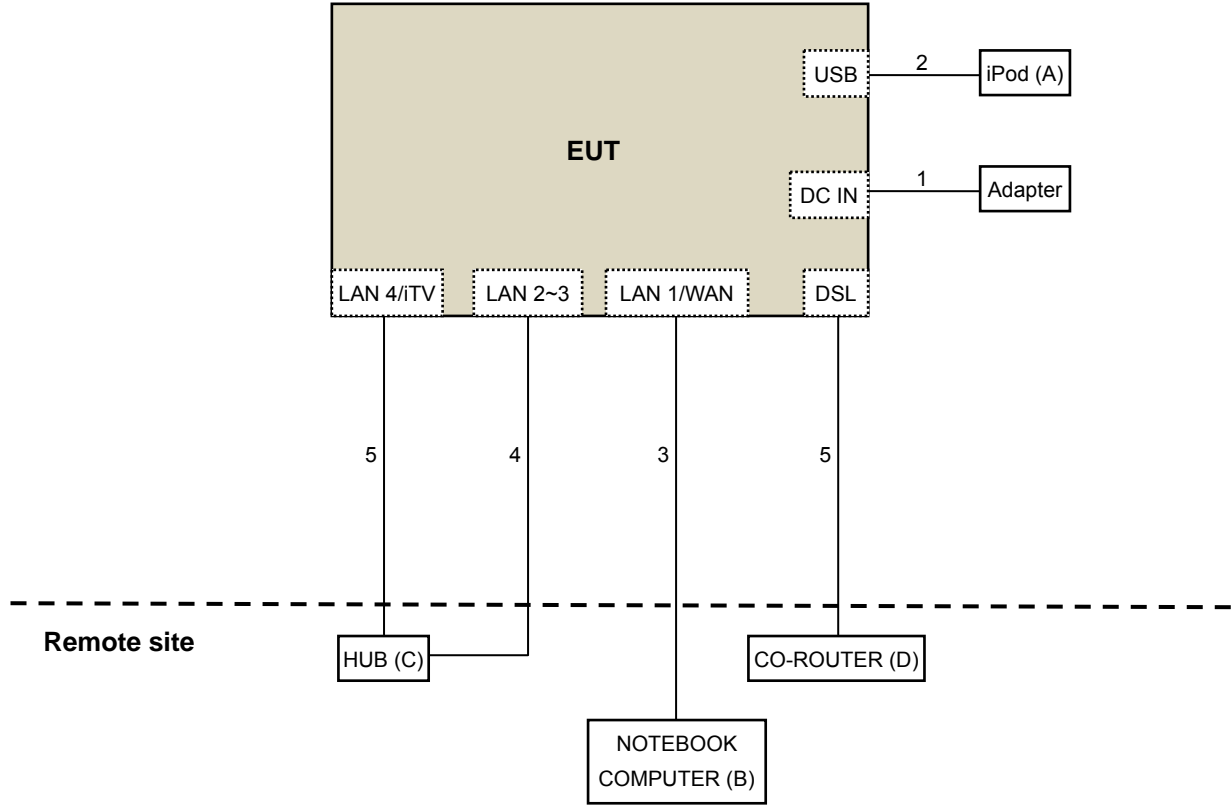 USB
2
iPod (A)
EUT
DC IN
1
Adapter
LAN 4/iTV
LAN 2~3
LAN 1/WAN
DSL
5
4
3
5
Remote site
HUB (C)
CO-ROUTER (D)
NOTEBOOK
COMPUTER (B)